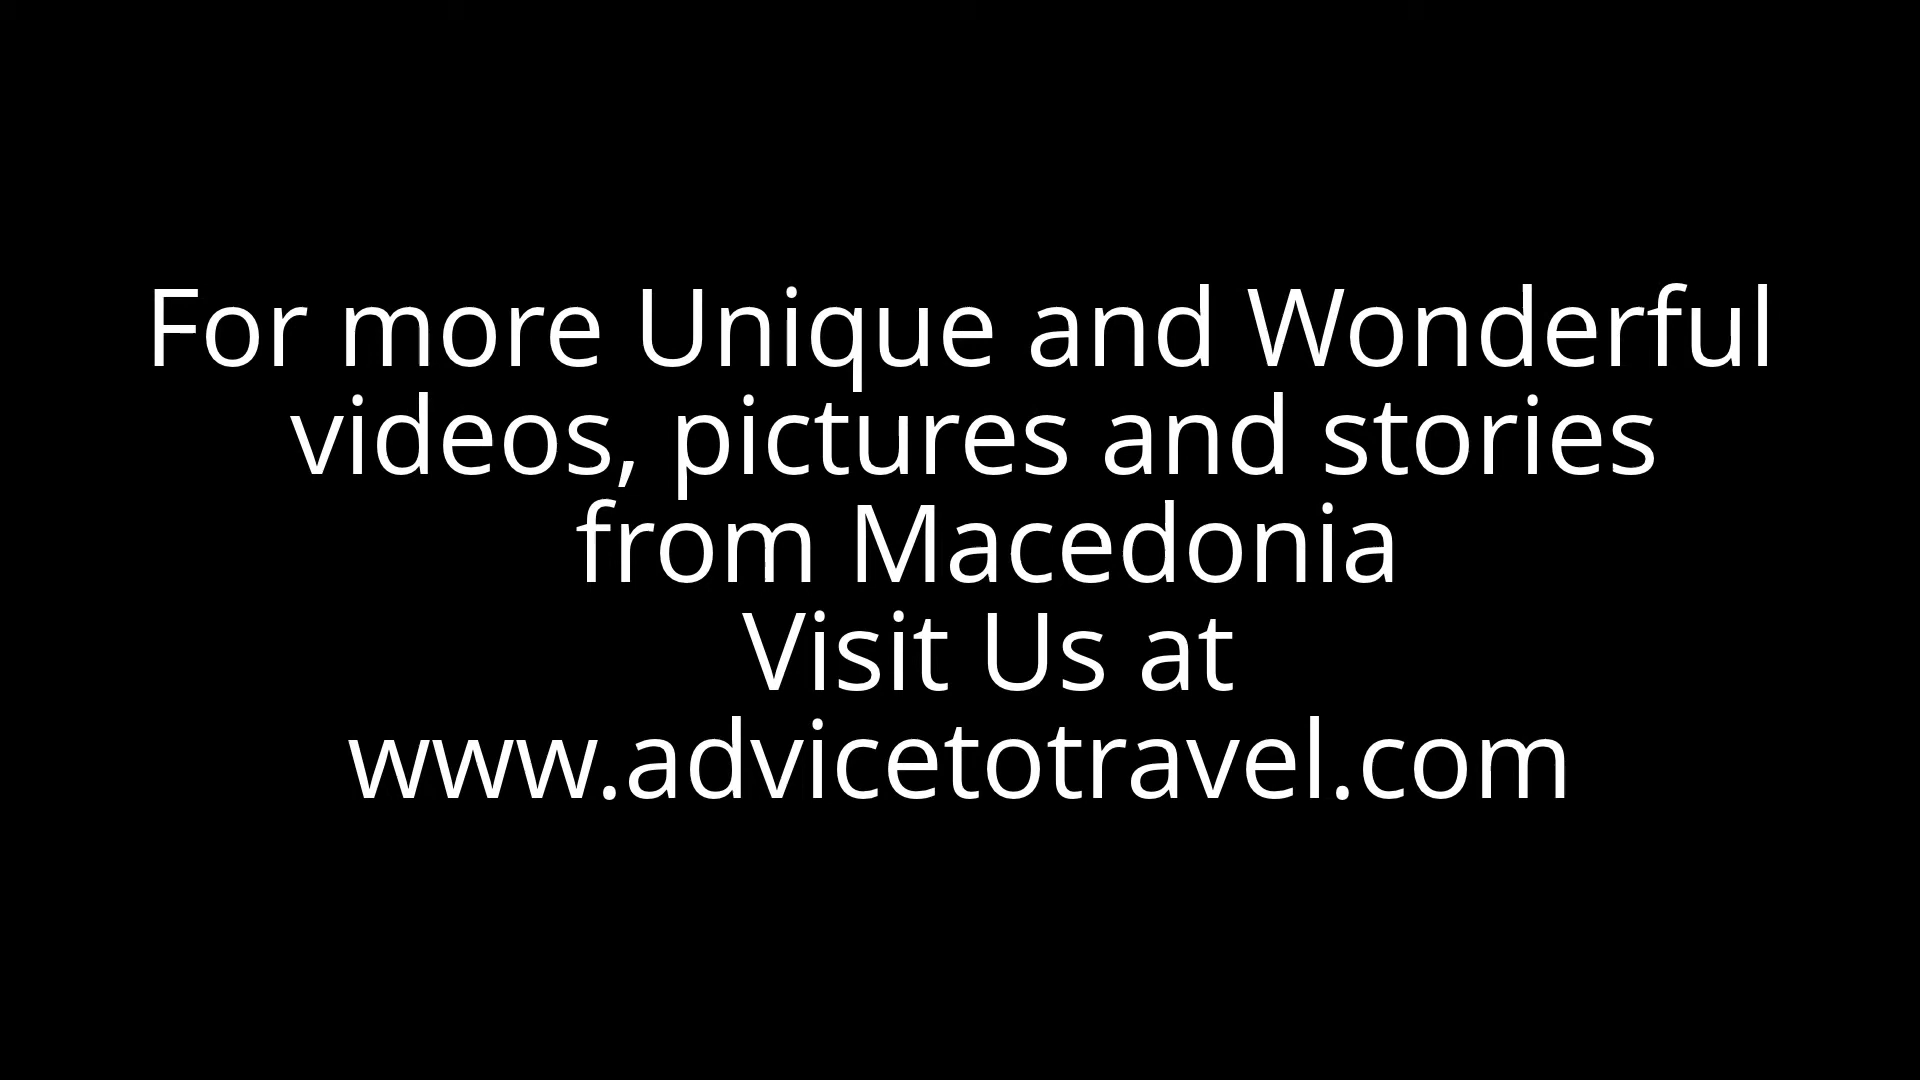 For more Unique and Wonderful
videos, pictures and stories
from Macedonia
Visit Us at
www.advicetotravel.com